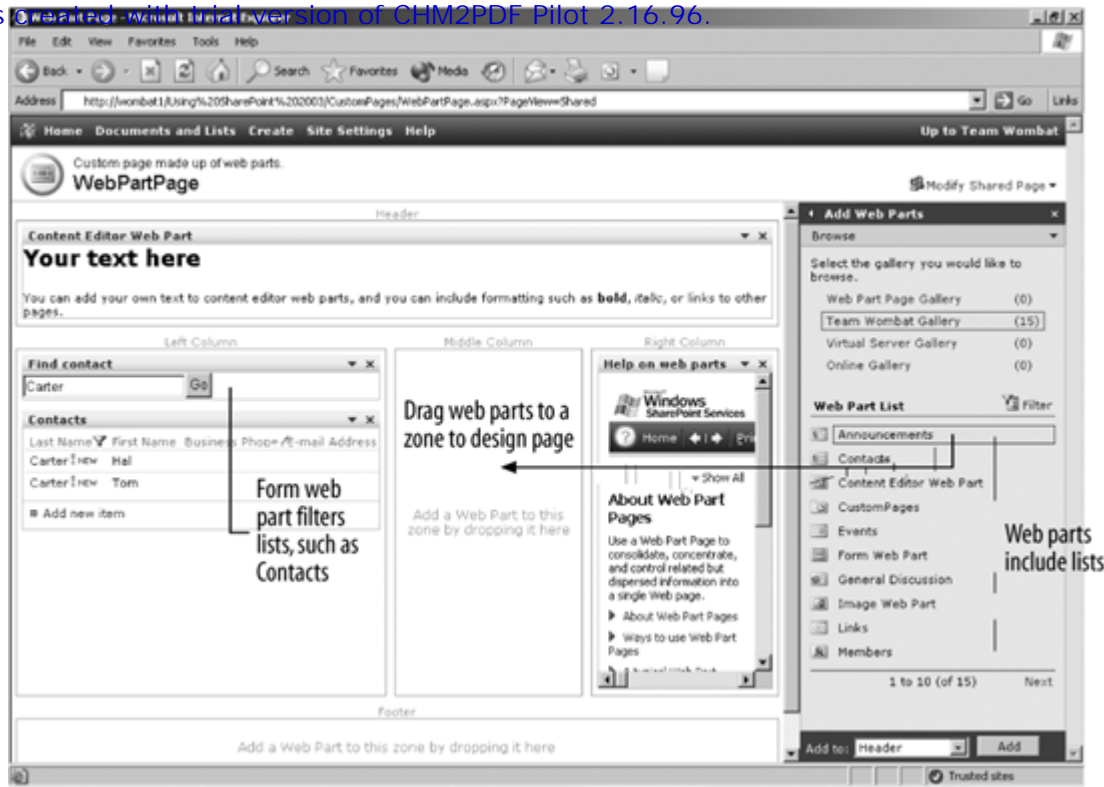 s created with trial version of CHM2PDF Pilot 2.16.96.
Web Part Page - Microsoft Internet Explorer
File Edit View Favorites Tools Help
Back Search Favorites Media
Address http://wombat1/Using%20SharePoint%202003/CustomPages/WebPartPage.aspx?PageView=Shared Go Links
Home Documents and Lists Create Site Settings Help Up to Team Wombat
Custom page made up of web parts.
WebPartPage
Modify Shared Page
Header
Content Editor Web Part
Your text here
You can add your own text to content editor web parts, and you can include formatting such as bold, italic, or links to other
pages.
Left Column
Find contact
Carter Go
Contacts
Last Name First Name Business Phone E-mail Address
Carter ! NEW Hal
Carter ! NEW Tom
Add new item
Form web
part filters
lists, such as
Contacts
Middle Column
Drag web parts to a
zone to design page
Add a Web Part to this
zone by dropping it here
Right Column
Help on web parts
Microsoft
Windows
SharePoint Services
? Home Pri
Show All
About Web Part
Pages
Use a Web Part Page to
consolidate, concentrate,
and control related but
dispersed information into
a single Web page.
About Web Part Pages
Ways to use Web Part
Pages
Footer
Add a Web Part to this zone by dropping it here
Add Web Parts
Browse
Select the gallery you would like to
browse.
Web Part Page Gallery (0)
Team Wombat Gallery (15)
Virtual Server Gallery (0)
Online Gallery (0)
Web Part List Filter
Announcements
Contacts
Content Editor Web Part
CustomPages
Events
Form Web Part
General Discussion
Image Web Part
Links
Members
1 to 10 (of 15) Next
Add to: Header Add
Web parts
include lists
Trusted sites